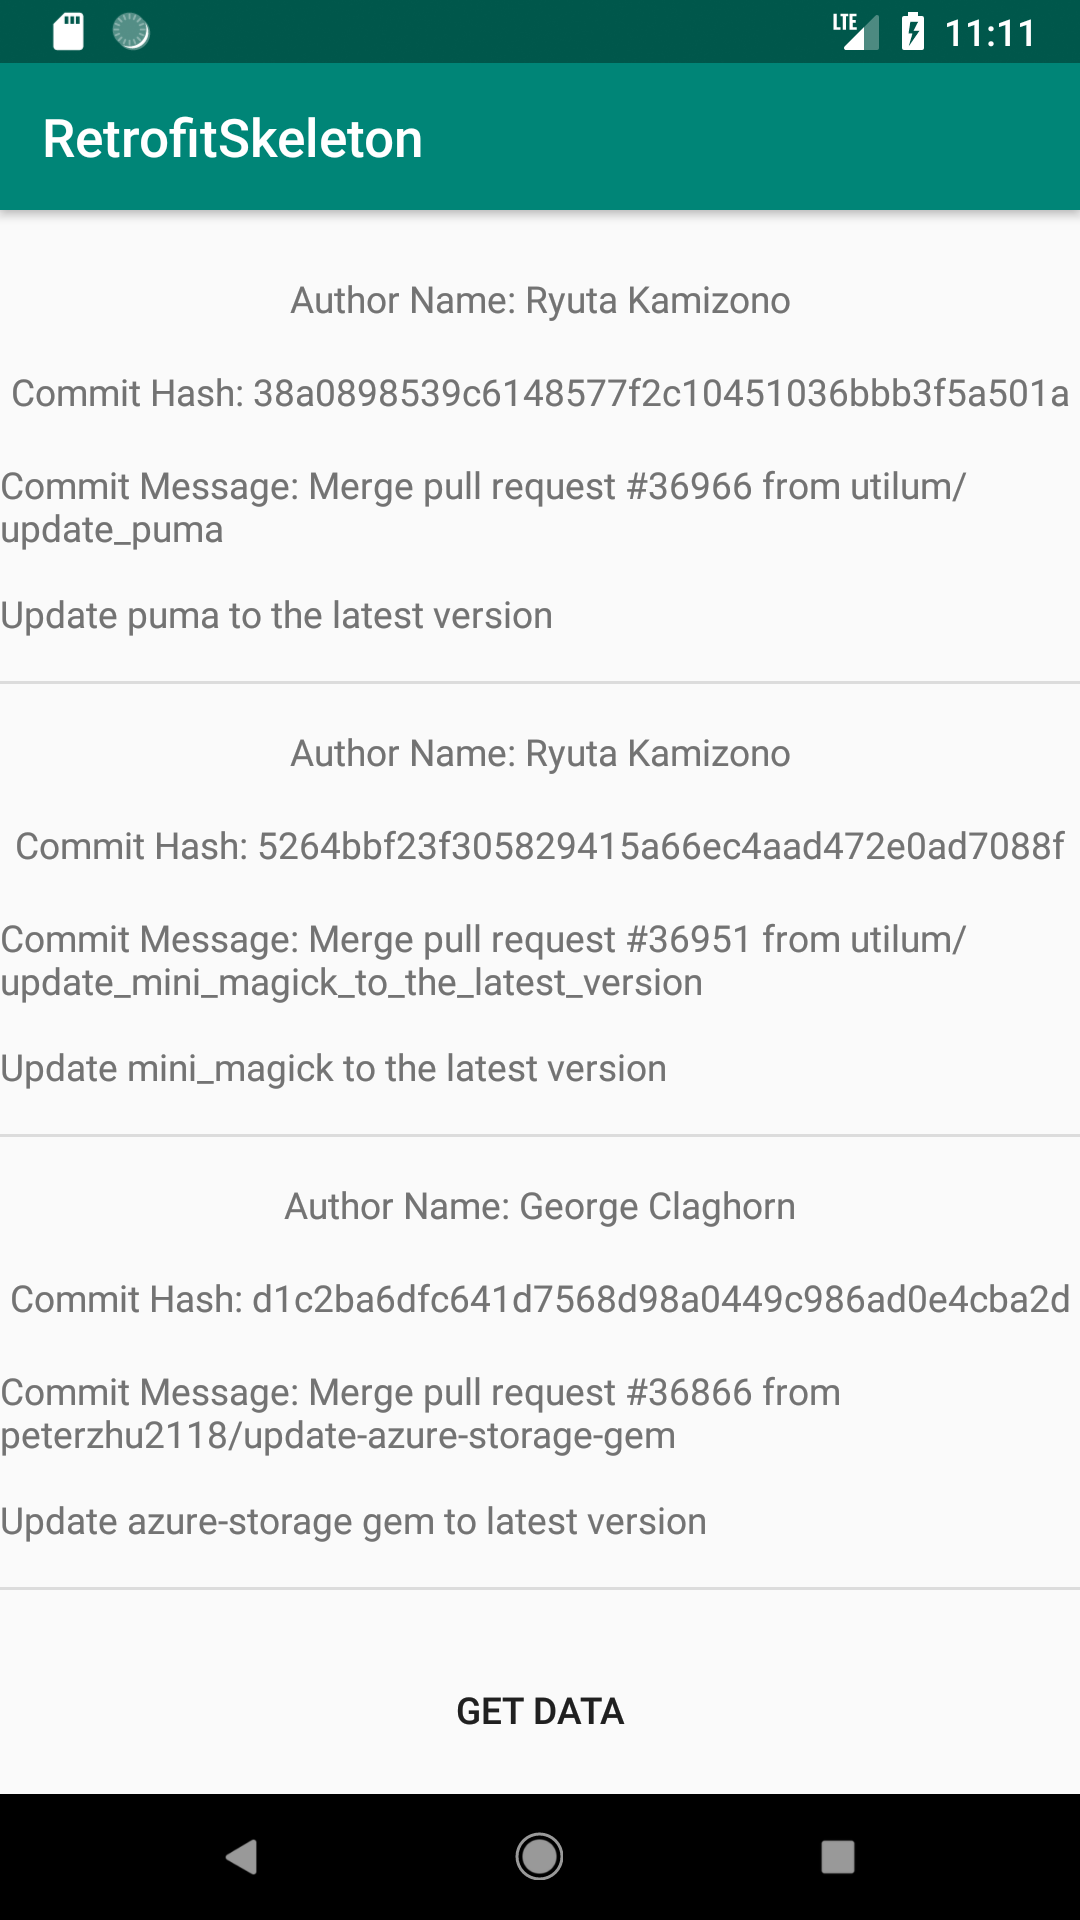 LTE 11:11
RetrofitSkeleton
Author Name: Ryuta Kamizono
Commit Hash: 38a0898539c6148577f2c10451036bbb3f5a501a
Commit Message: Merge pull request #36966 from utilum/
update_puma
Update puma to the latest version
Author Name: Ryuta Kamizono
Commit Hash: 5264bbf23f305829415a66ec4aad472e0ad7088f
Commit Message: Merge pull request #36951 from utilum/
update_mini_magick_to_the_latest_version
Update mini_magick to the latest version
Author Name: George Claghorn
Commit Hash: d1c2ba6dfc641d7568d98a0449c986ad0e4cba2d
Commit Message: Merge pull request #36866 from
peterzhu2118/update-azure-storage-gem
Update azure-storage gem to latest version
GET DATA